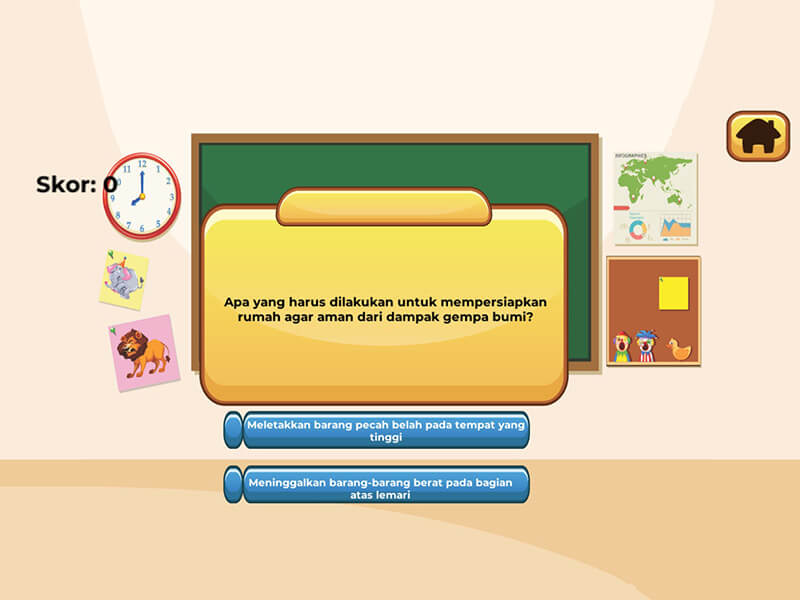 Skor: 0
INFOGRAPHICS
Apa yang harus dilakukan untuk mempersiapkan
rumah agar aman dari dampak gempa bumi?
Meletakkan barang pecah belah pada tempat yang
tinggi
Meninggalkan barang-barang berat pada bagian
atas lemari